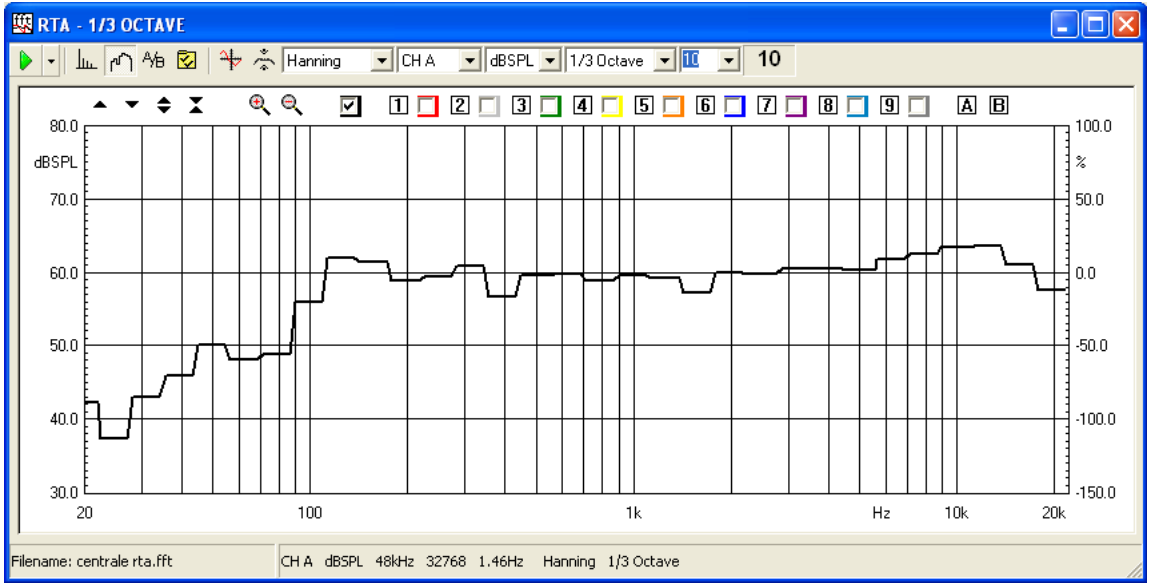 RTA - 1/3 OCTAVE
A/B Hanning CH A dBSPL 1/3 Octave 10 10
1 2 3 4 5 6 7 8 9 A B
80.0 100.0
dBSPL %
70.0 50.0
60.0 0.0
50.0 -50.0
40.0 -100.0
30.0 -150.0
20 100 1k Hz 10k 20k
Filename: centrale rta.fft CH A dBSPL 48kHz 32768 1.46Hz Hanning 1/3 Octave